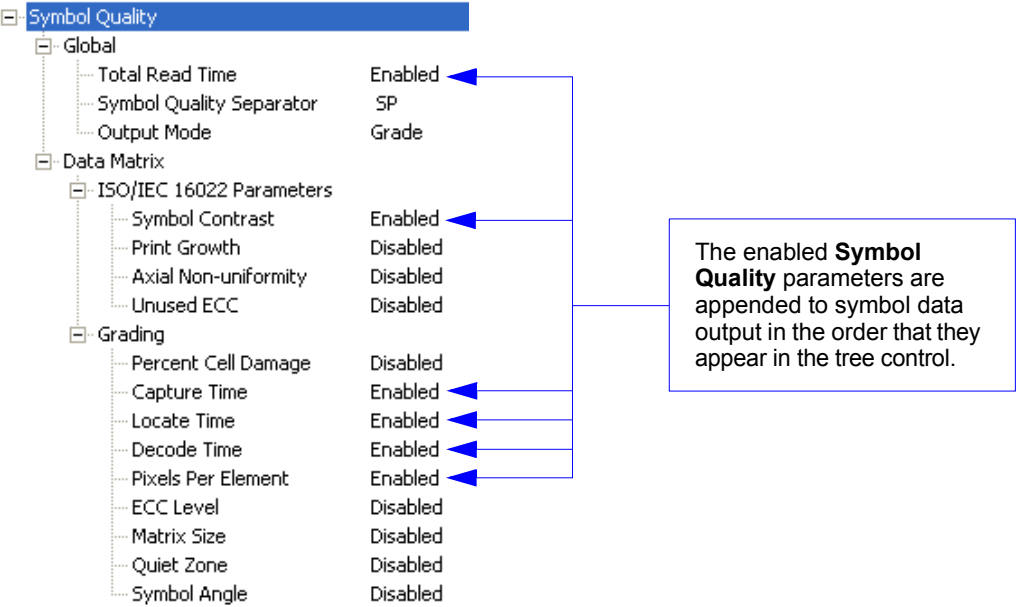 Symbol Quality
Global
Total Read Time Enabled
Symbol Quality Separator SP
Output Mode Grade
Data Matrix
ISO/IEC 16022 Parameters
Symbol Contrast Enabled
Print Growth Disabled
Axial Non-uniformity Disabled
Unused ECC Disabled
Grading
Percent Cell Damage Disabled
Capture Time Enabled
Locate Time Enabled
Decode Time Enabled
Pixels Per Element Enabled
ECC Level Disabled
Matrix Size Disabled
Quiet Zone Disabled
Symbol Angle Disabled
The enabled Symbol
Quality parameters are
appended to symbol data
output in the order that they
appear in the tree control.